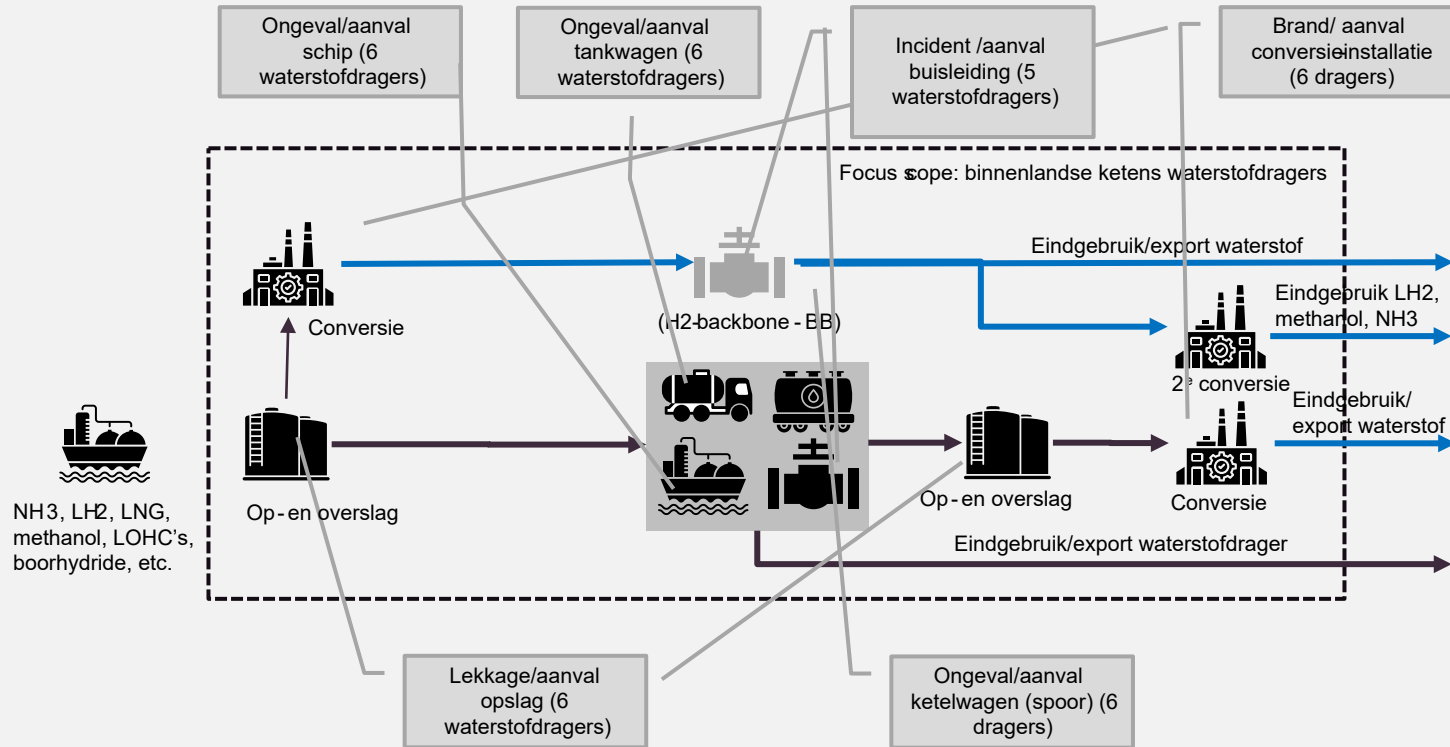 Ongeval/aanval
schip (6
waterstofdragers)
Ongeval/aanval
tankwagen (6
waterstofdragers)
Incident /aanval
buisleiding (5
waterstofdragers)
Brand/ aanval
conversie-installatie
(6 dragers)
Focus scope: binnenlandse ketens waterstofdragers
Eindgebruik/export waterstof
Conversie
(H2-backbone - BB)
Eindgebruik LH2,
methanol, NH3
2e conversie
Eindgebruik/
export waterstof
NH3, LH2, LNG,
methanol, LOHC's,
boorhydride, etc.
Op- en overslag
Op- en overslag
Conversie
Eindgebruik/export waterstofdrager
Lekkage/aanval
opslag (6
waterstofdragers)
Ongeval/aanval
ketelwagen (spoor) (6
dragers)